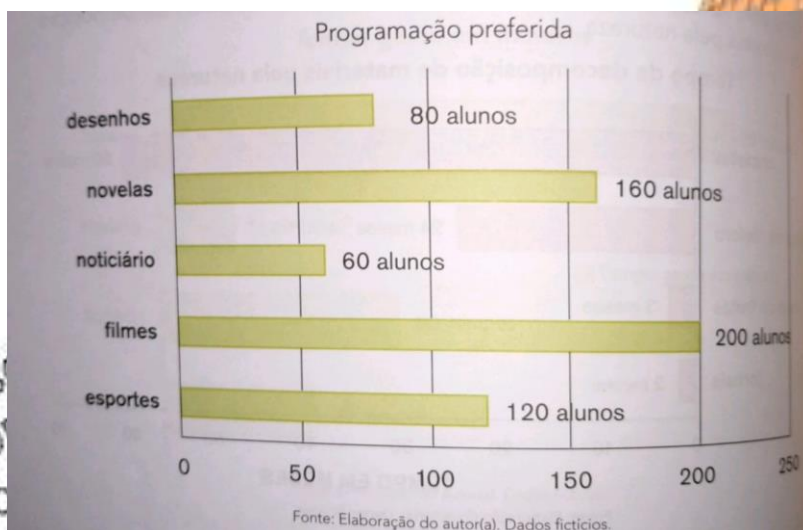 Programação preferida
desenhos 80 alunos
novelas 160 alunos
noticiário 60 alunos
filmes 200 alunos
esportes 120 alunos
0 50 100 150 200 250
Fonte: Elaboração do autor(a). Dados fictícios.